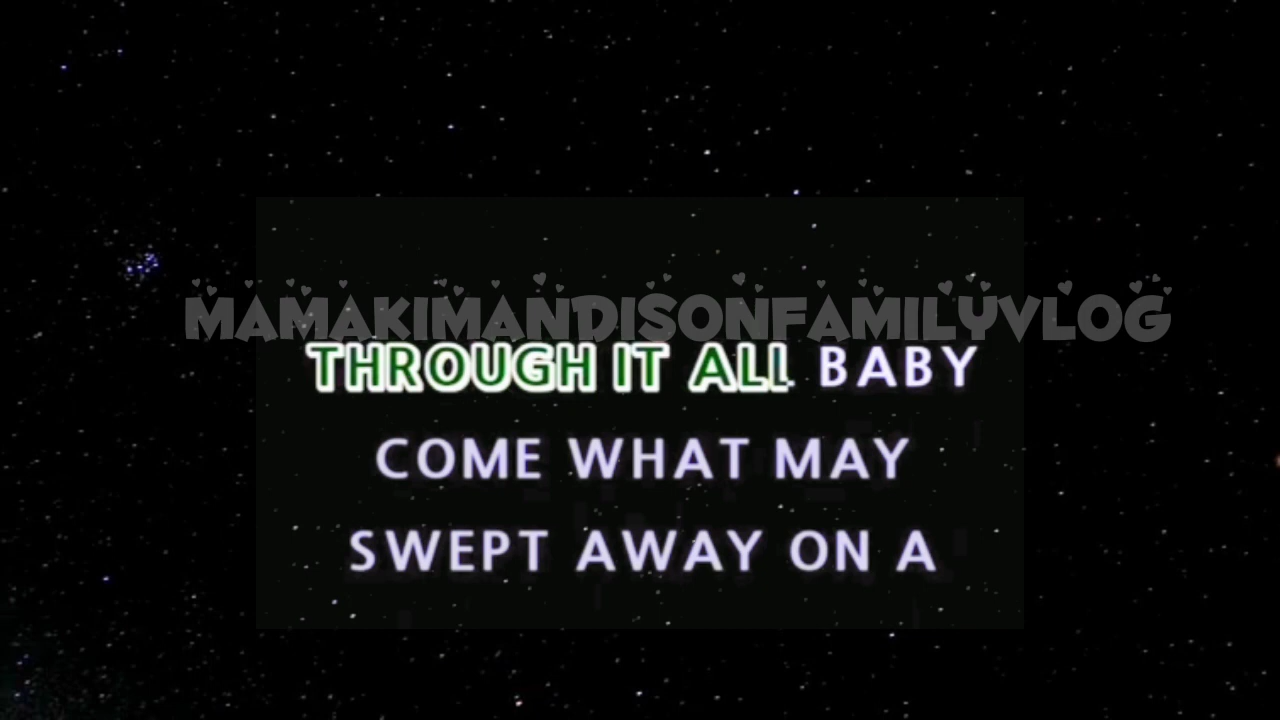 MAMAKIMANDISONFAMILYVLOG
THROUGH IT ALL BABY
COME WHAT MAY
SWEPT AWAY ON A